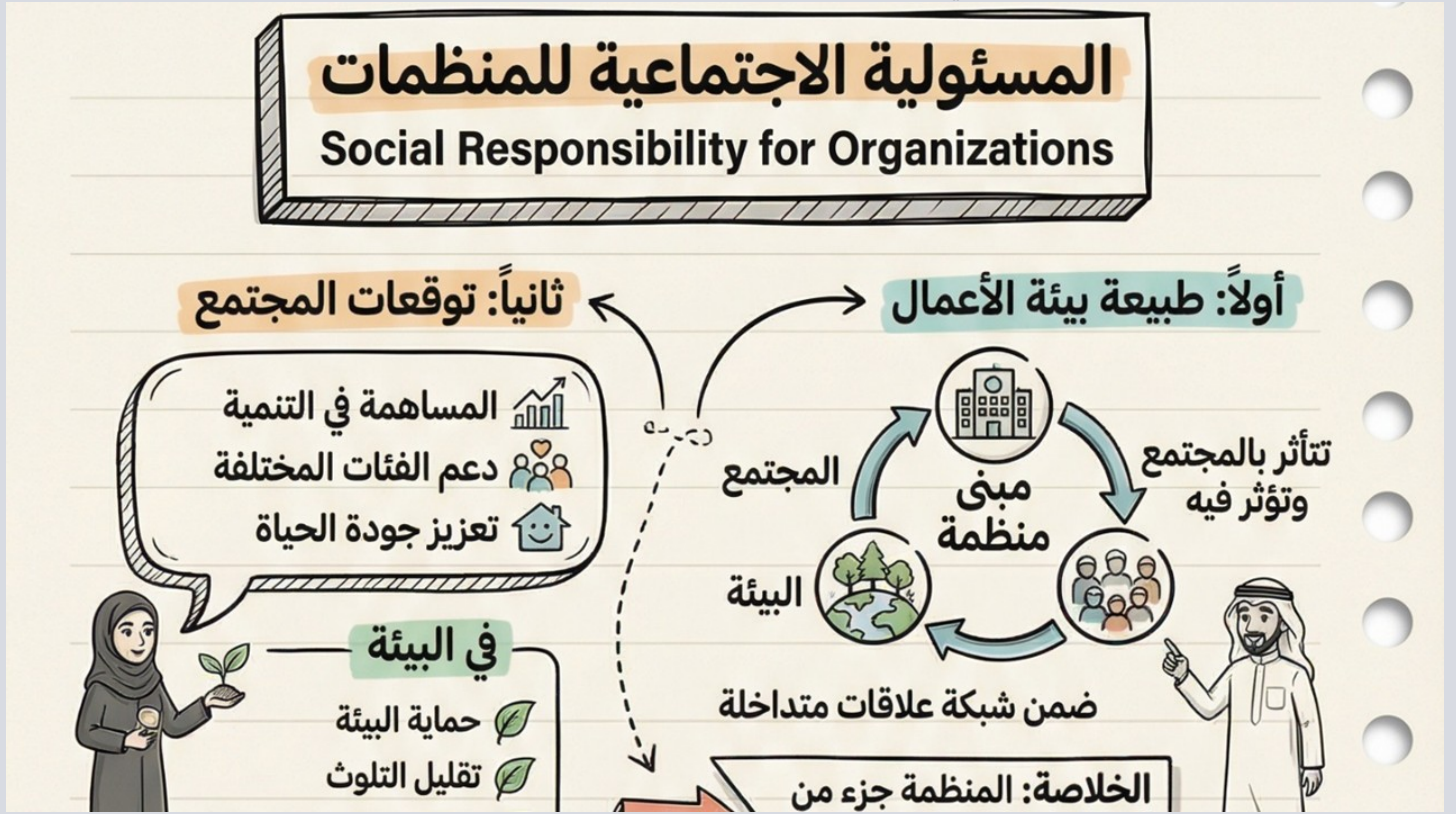 المسئولية الاجتماعية للمنظمات
Social Responsibility for Organizations
أولاً: طبيعة بيئة الأعمال
مبنى
منظمة
تتأثر بالمجتمع
وتؤثر فيه
المجتمع
البيئة
ضمن شبكة علاقات متداخلة
ثانياً: توقعات المجتمع
المساهمة في التنمية
دعم الفئات المختلفة
تعزيز جودة الحياة
في البيئة
حماية البيئة
تقليل التلوث
الخلاصة: المنظمة جزء من